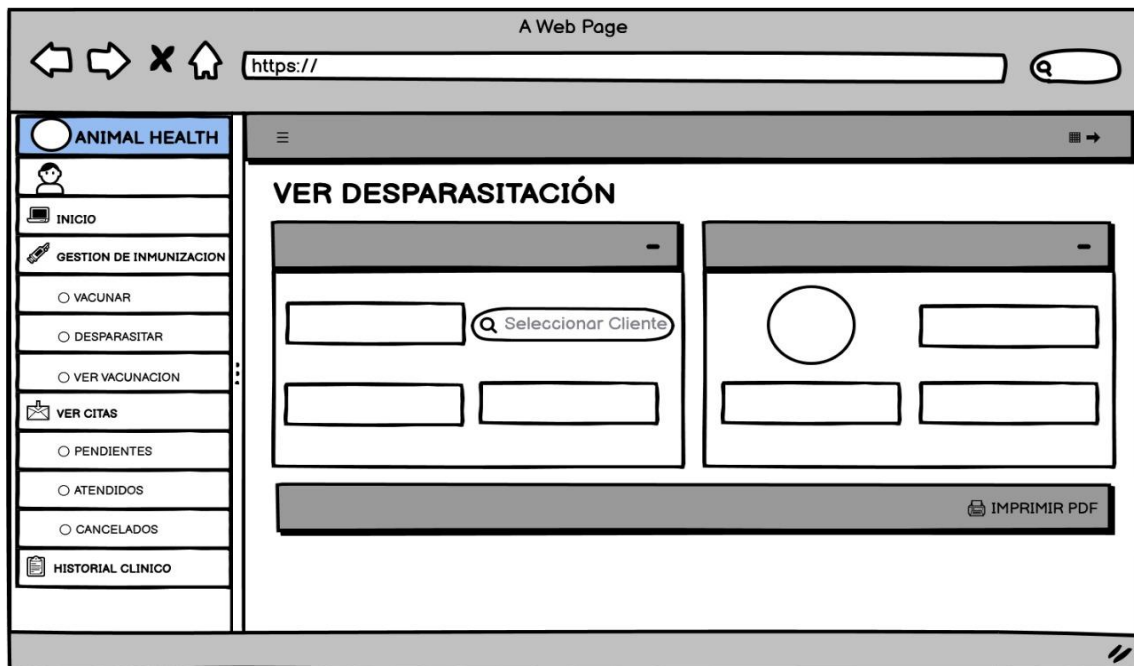 A Web Page
https://
ANIMAL HEALTH
INICIO
GESTION DE INMUNIZACION
VACUNAR
DESPARASITAR
VER VACUNACION
VER CITAS
PENDIENTES
ATENDIDOS
CANCELADOS
HISTORIAL CLINICO
VER DESPARASITACIÓN
Seleccionar Cliente
IMPRIMIR PDF